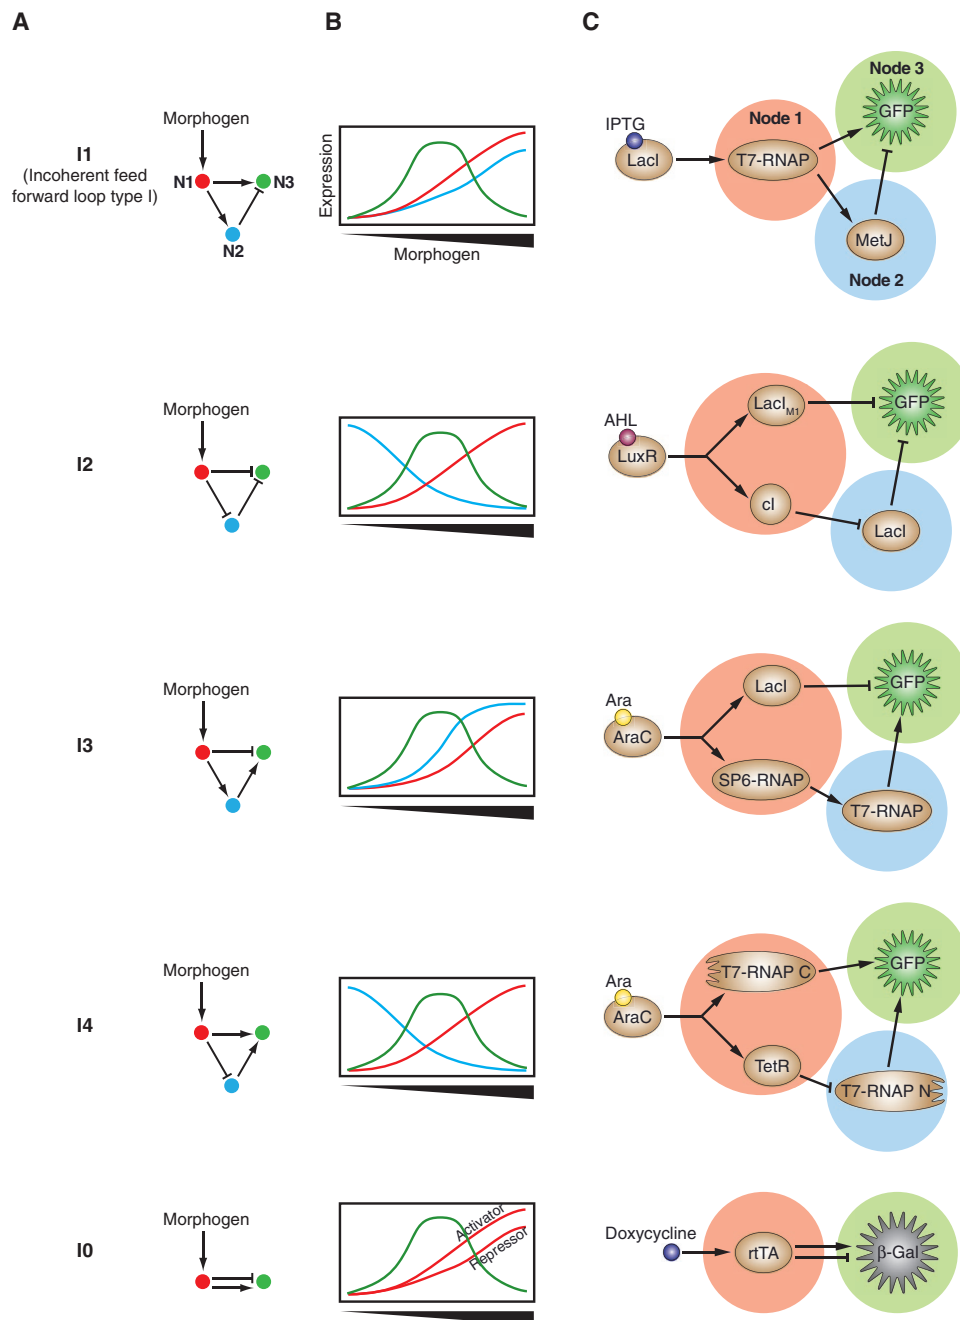 A
B
C
Morphogen
I1
(Incoherent feed
forward loop type I)
N1
N3
N2
Expression
Morphogen
IPTG
LacI
Node 1
T7-RNAP
Node 3
GFP
MetJ
Node 2
Morphogen
I2
AHL
LuxR
LacI M1
cI
GFP
LacI
Morphogen
I3
Ara
AraC
LacI
SP6-RNAP
GFP
T7-RNAP
Morphogen
I4
Ara
AraC
T7-RNAP C
TetR
GFP
T7-RNAP N
Morphogen
I0
Activator
Repressor
Doxycycline
rtTA
β-Gal